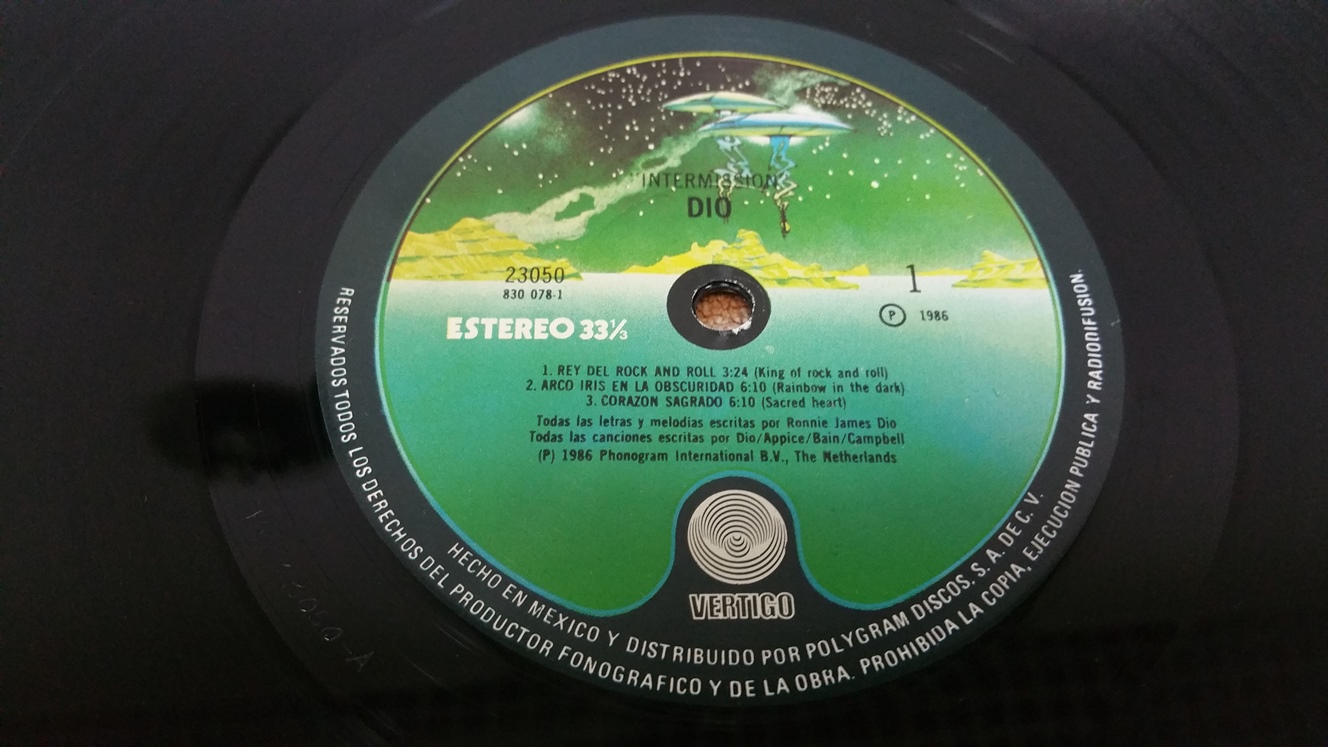 INTERMISSION
DIO
23050
830 078-1
1
Ⓟ 1986
ESTEREO 33⅓
1. REY DEL ROCK AND ROLL 3:24 (King of rock and roll)
2. ARCO IRIS EN LA OBSCURIDAD 6:10 (Rainbow in the dark)
3. CORAZON SAGRADO 6:10 (Sacred heart)
Todas las letras y melodias escritas por Ronnie James Dio
Todas las canciones escritas por Dio/Appice/Bain/Campbell
(P) 1986 Phonogram International B.V., The Netherlands
VERTIGO
HECHO EN MEXICO Y DISTRIBUIDO POR POLYGRAM DISCOS. S. A. DE C. V.
RESERVADOS TODOS LOS DERECHOS DEL PRODUCTOR FONOGRAFICO Y DE LA OBRA. PROHIBIDA LA COPIA, EJECUCION PUBLICA Y RADIODIFUSION.